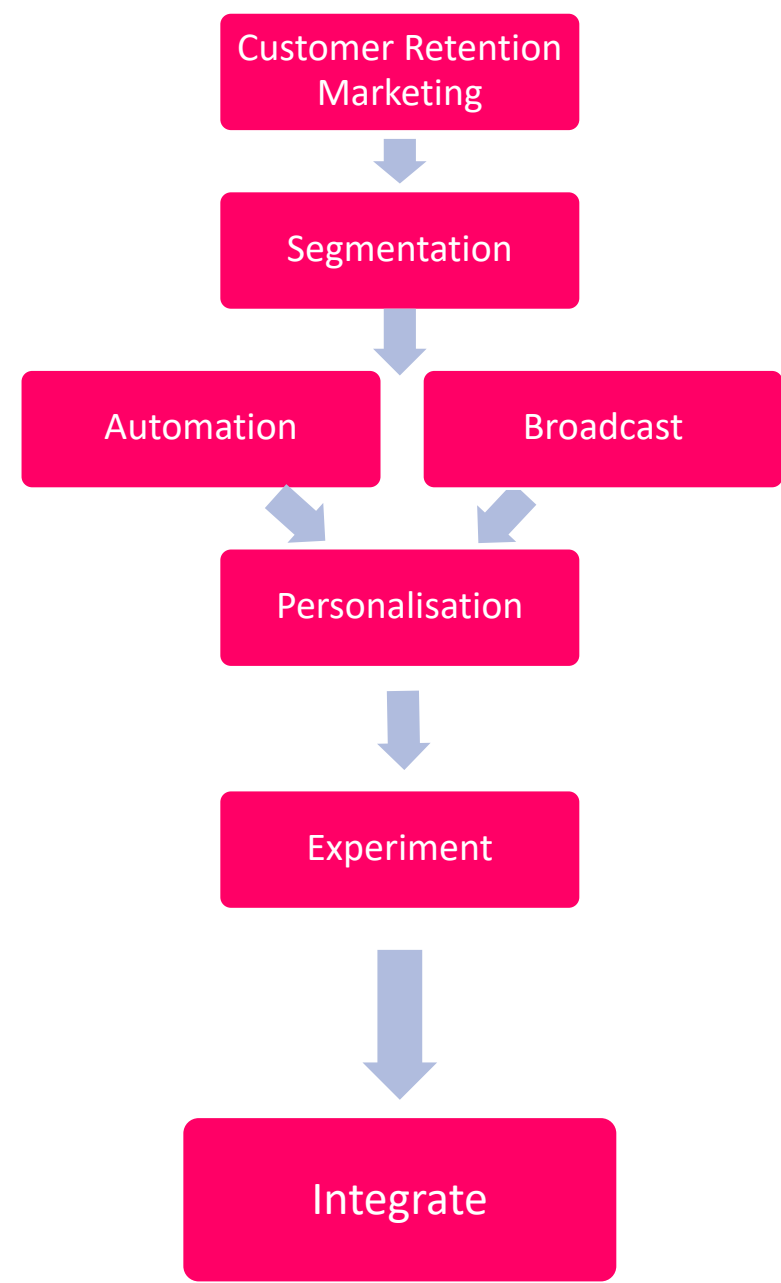 Customer Retention
Marketing
Segmentation
Automation
Broadcast
Personalisation
Experiment
Integrate